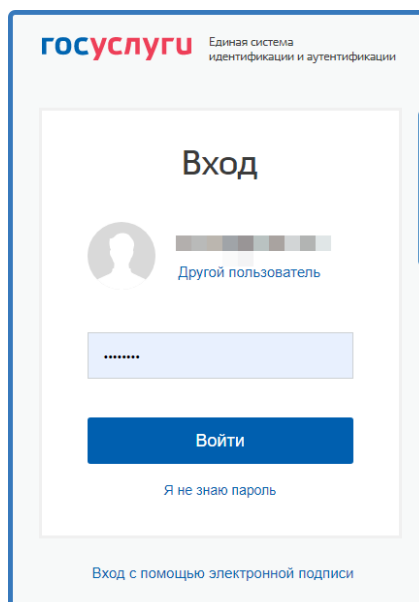 госуслуги
Единая система
идентификации и аутентификации
Вход
Другой пользователь
••••••••
Войти
Я не знаю пароль
Вход с помощью электронной подписи